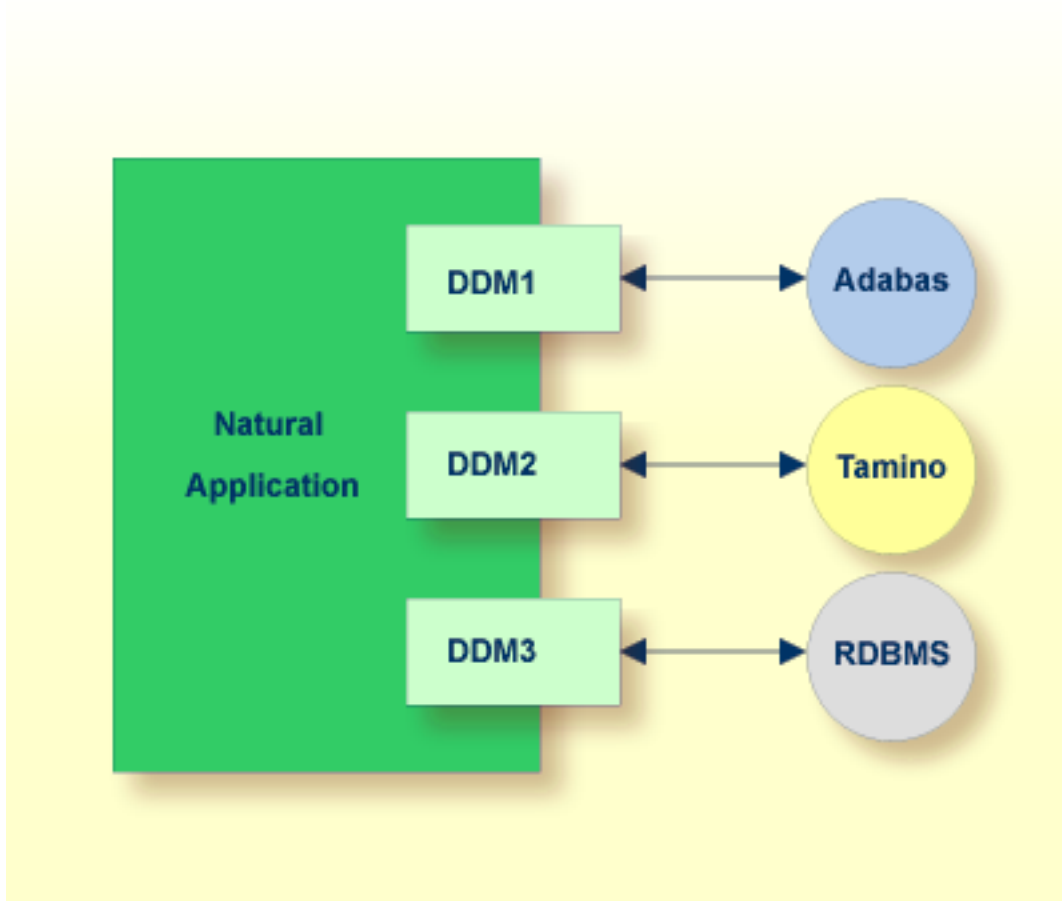 DDM1
Adabas
Natural
Application
DDM2
Tamino
DDM3
RDBMS